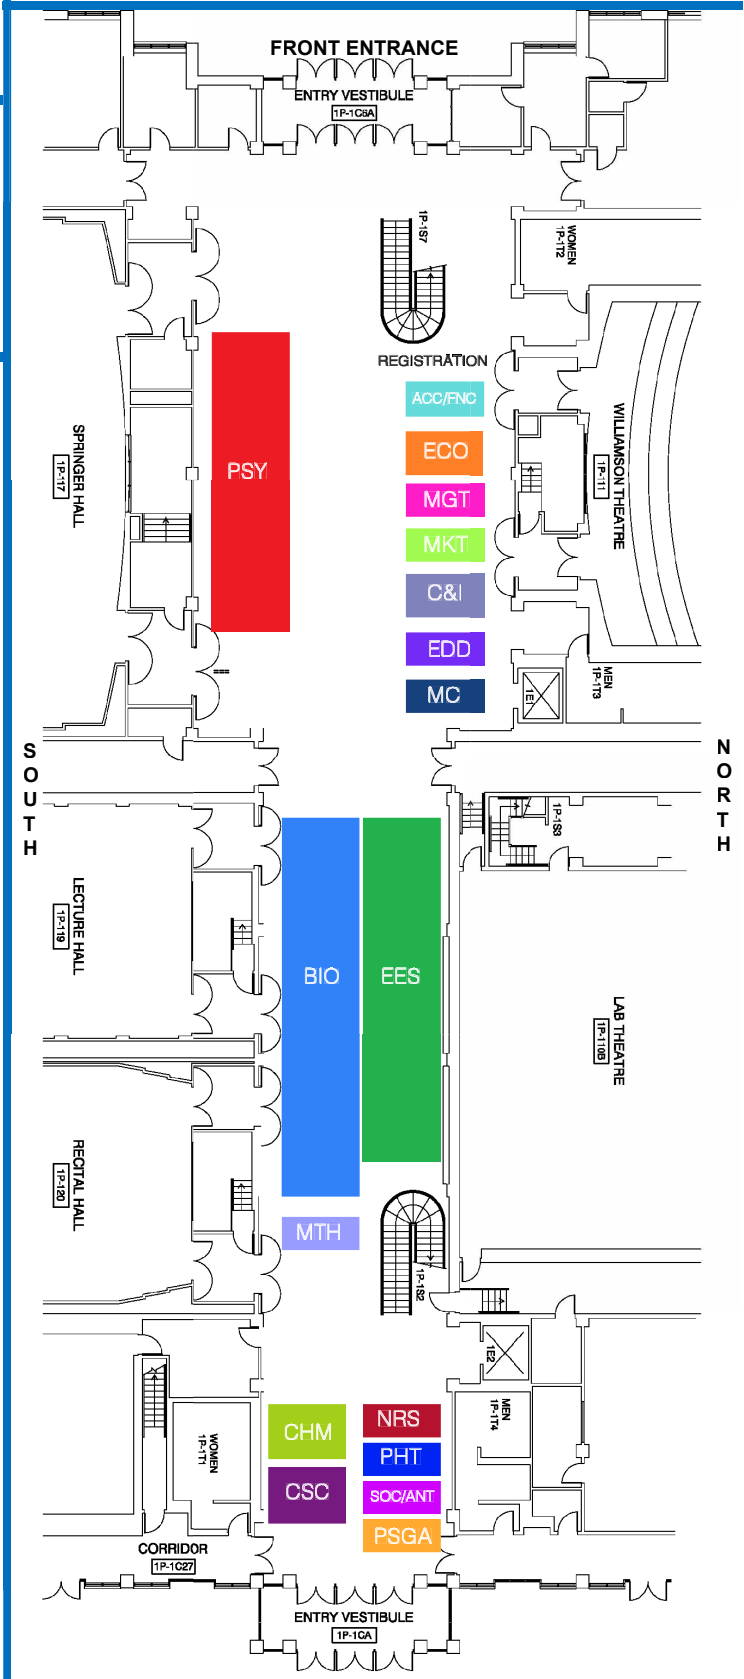 FRONT ENTRANCE
ENTRY VESTIBULE
1P-1C6A
1P-1S7
WOMEN
1P-1T2
REGISTRATION
ACC/FNC
ECO
MGT
MKT
C&I
EDD
MC
PSY
SPRINGER HALL
1P-117
WILLIAMSON THEATRE
1P-111
MEN
1P-1T3
1E1
SOUTH
NORTH
1P-1S3
LECTURE HALL
1P-119
BIO
EES
LAB THEATRE
1P-110B
RECITAL HALL
1P-120
MTH
1P-1S2
1E2
CHM
CSC
NRS
PHT
SOC/ANT
PSGA
WOMEN
1P-1T1
MEN
1P-1T4
CORRIDOR
1P-1C27
ENTRY VESTIBULE
1P-1CA